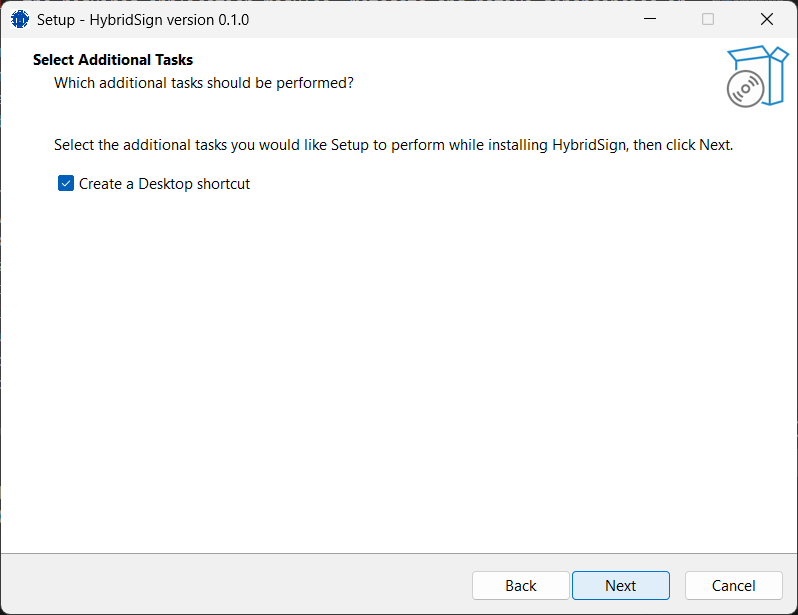 Setup - HybridSign version 0.1.0
Select Additional Tasks
Which additional tasks should be performed?
Select the additional tasks you would like Setup to perform while installing HybridSign, then click Next.
Create a Desktop shortcut
Back
Next
Cancel